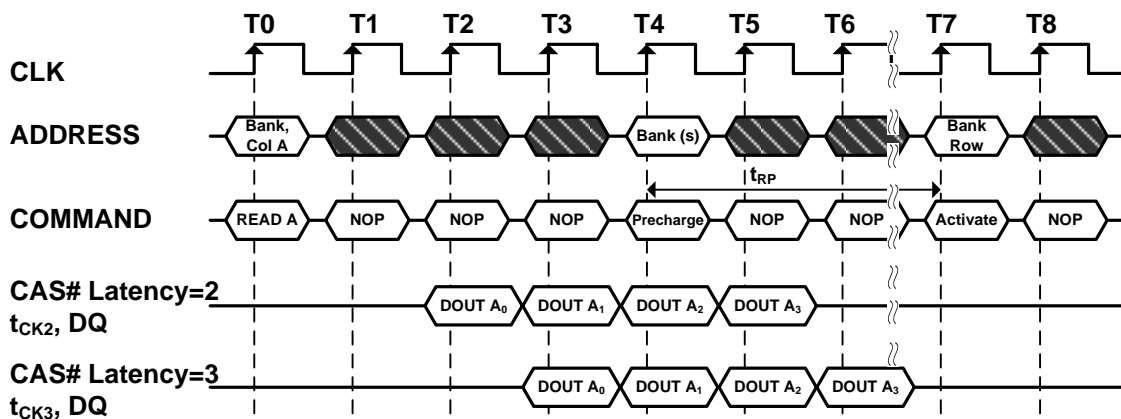 T0 T1 T2 T3 T4 T5 T6 T7 T8
CLK
ADDRESS
Bank,
Col A
Bank (s)
Bank
Row
tRP
COMMAND
READ A NOP NOP NOP Precharge NOP NOP Activate NOP
CAS# Latency=2
tCK2, DQ
DOUT A0 DOUT A1 DOUT A2 DOUT A3
CAS# Latency=3
tCK3, DQ
DOUT A0 DOUT A1 DOUT A2 DOUT A3